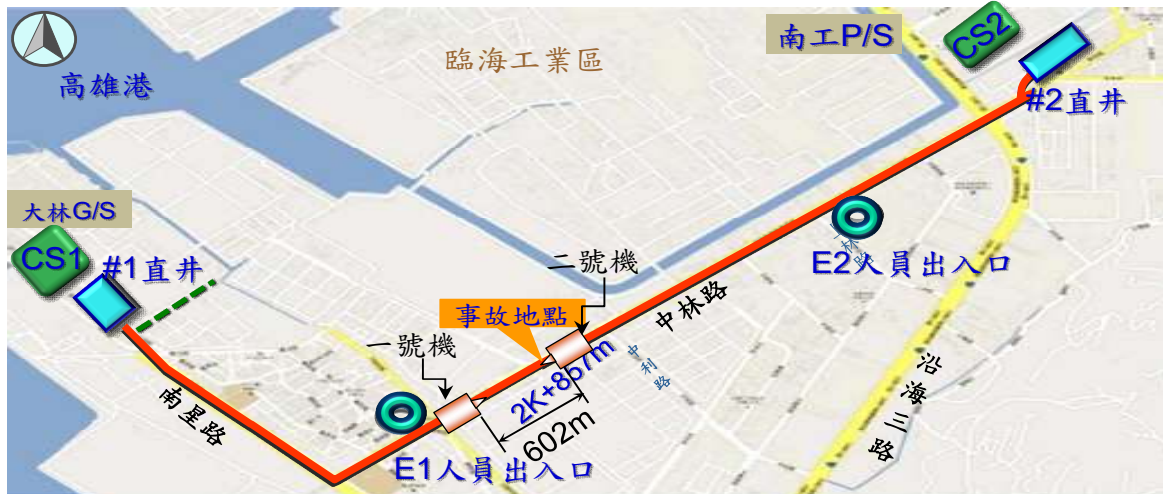 高雄港
臨海工業區
南工P/S
CS2
#2直井
大林G/S
CS1
#1直井
二號機
E2人員出入口
事故地點
一號機
中林路
中利路
2K+867m
602m
南星路
沿海三路
E1人員出入口